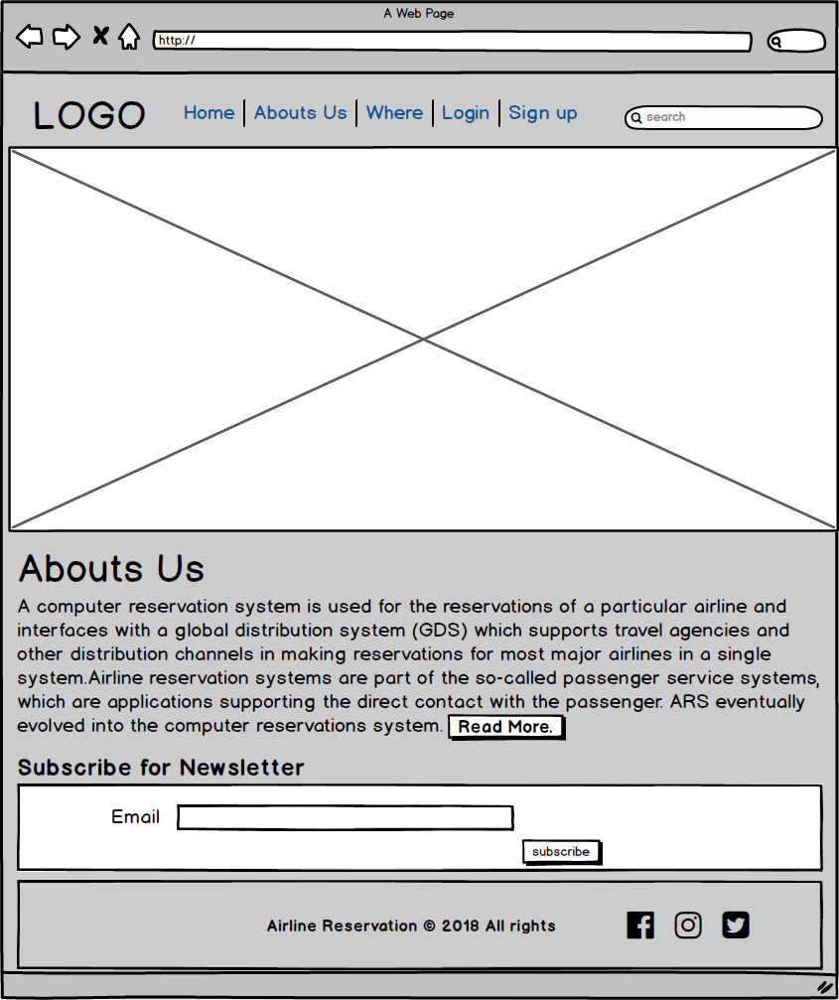 A Web Page
http://
LOGO
Home Abouts Us Where Login Sign up
search
Abouts Us
A computer reservation system is used for the reservations of a particular airline and
interfaces with a global distribution system (GDS) which supports travel agencies and
other distribution channels in making reservations for most major airlines in a single
system.Airline reservation systems are part of the so-called passenger service systems,
which are applications supporting the direct contact with the passenger. ARS eventually
evolved into the computer reservations system. Read More.
Subscribe for Newsletter
Email
subscribe
Airline Reservation © 2018 All rights